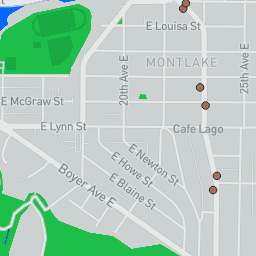 E Louisa St
MONTLAKE
20th Ave E
25th Ave E
E McGraw St
E Lynn St
Cafe Lago
E Newton St
E Howe St
E Blaine St
Boyer Ave E